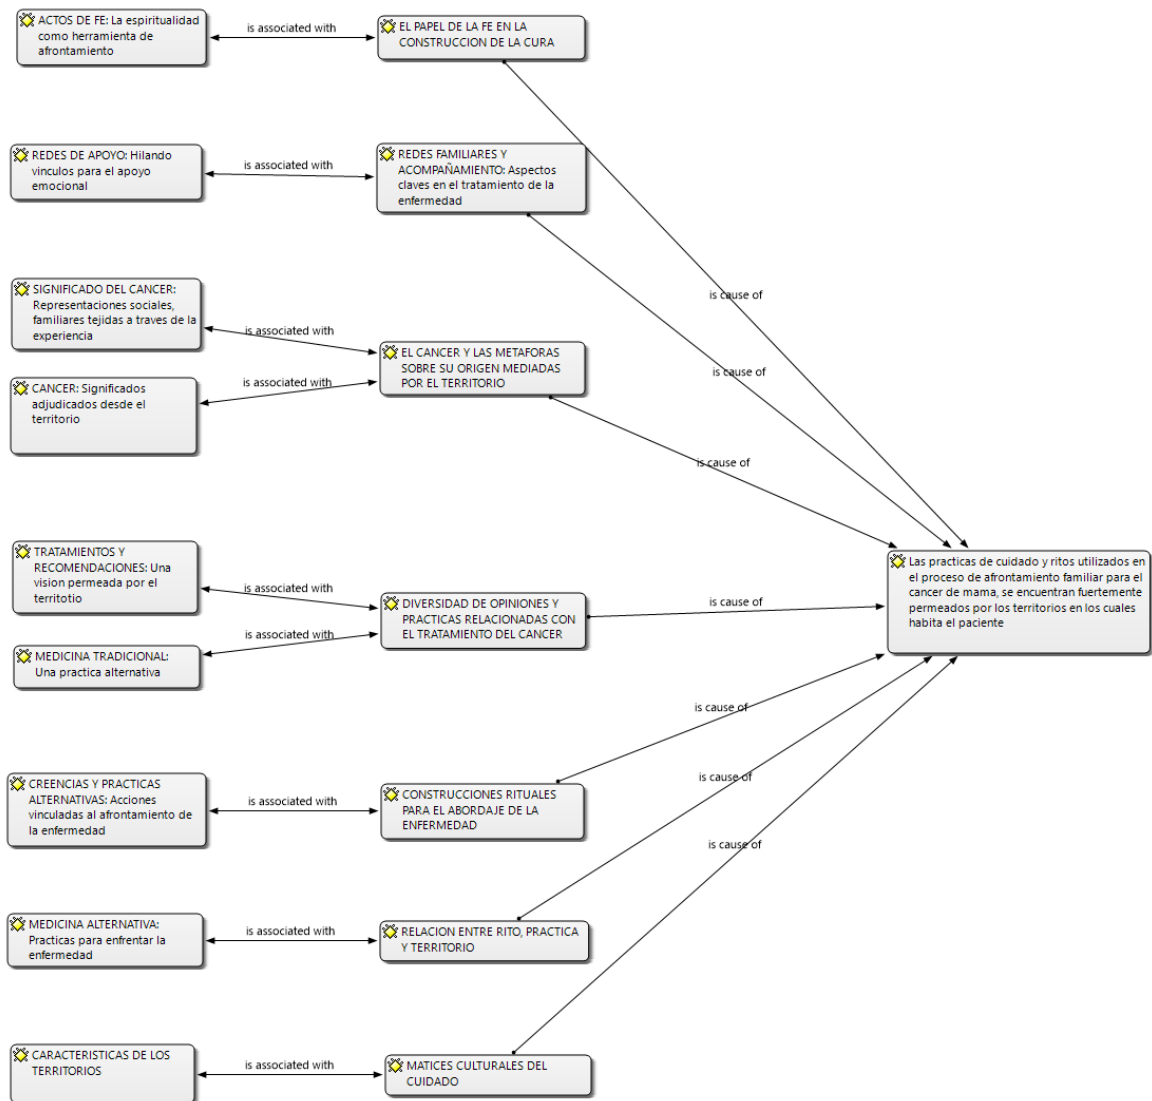 ACTOS DE FE: La espiritualidad
como herramienta de
afrontamiento
is associated with
EL PAPEL DE LA FE EN LA
CONSTRUCCION DE LA CURA
REDES DE APOYO: Hilando
vinculos para el apoyo
emocional
is associated with
REDES FAMILIARES Y
ACOMPAÑAMIENTO: Aspectos
claves en el tratamiento de la
enfermedad
is cause of
is cause of
SIGNIFICADO DEL CANCER:
Representaciones sociales,
familiares tejidas a traves de la
experiencia
is associated with
EL CANCER Y LAS METAFORAS
SOBRE SU ORIGEN MEDIADAS
POR EL TERRITORIO
CANCER: Significados
adjudicados desde el
territorio
is associated with
is cause of
TRATAMIENTOS Y
RECOMENDACIONES: Una
vision permeada por el
territotio
is associated with
DIVERSIDAD DE OPINIONES Y
PRACTICAS RELACIONADAS CON
EL TRATAMIENTO DEL CANCER
MEDICINA TRADICIONAL:
Una practica alternativa
is associated with
is cause of
Las practicas de cuidado y ritos utilizados en
el proceso de afrontamiento familiar para el
cancer de mama, se encuentran fuertemente
permeados por los territorios en los cuales
habita el paciente
CREENCIAS Y PRACTICAS
ALTERNATIVAS: Acciones
vinculadas al afrontamiento de
la enfermedad
is associated with
CONSTRUCCIONES RITUALES
PARA EL ABORDAJE DE LA
ENFERMEDAD
is cause of
MEDICINA ALTERNATIVA:
Practicas para enfrentar la
enfermedad
is associated with
RELACION ENTRE RITO, PRACTICA
Y TERRITORIO
is cause of
CARACTERISTICAS DE LOS
TERRITORIOS
is associated with
MATICES CULTURALES DEL
CUIDADO
is cause of